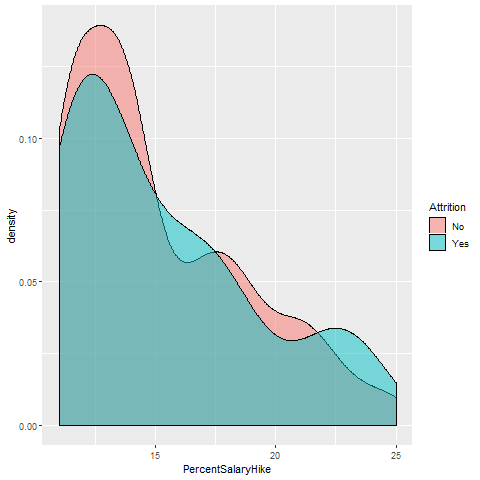 density
0.10
0.05
0.00
15
20
25
PercentSalaryHike
Attrition
No
Yes